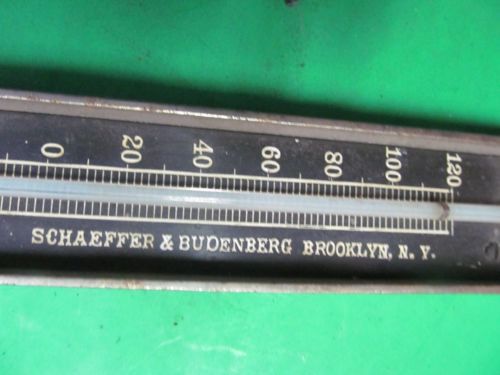 0 20 40 60 80 100 120
SCHAEFFER & BUDENBERG BROOKLYN, N. Y.